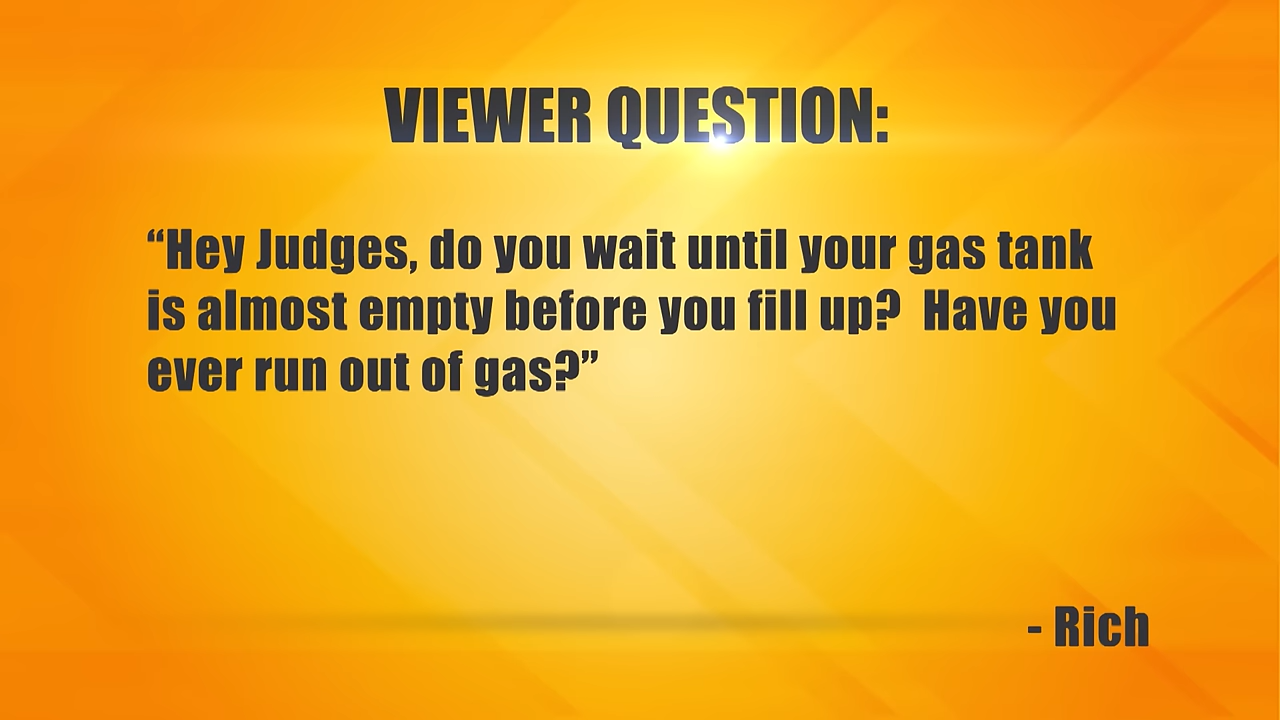 VIEWER QUESTION:
“Hey Judges, do you wait until your gas tank
is almost empty before you fill up?  Have you
ever run out of gas?”
- Rich